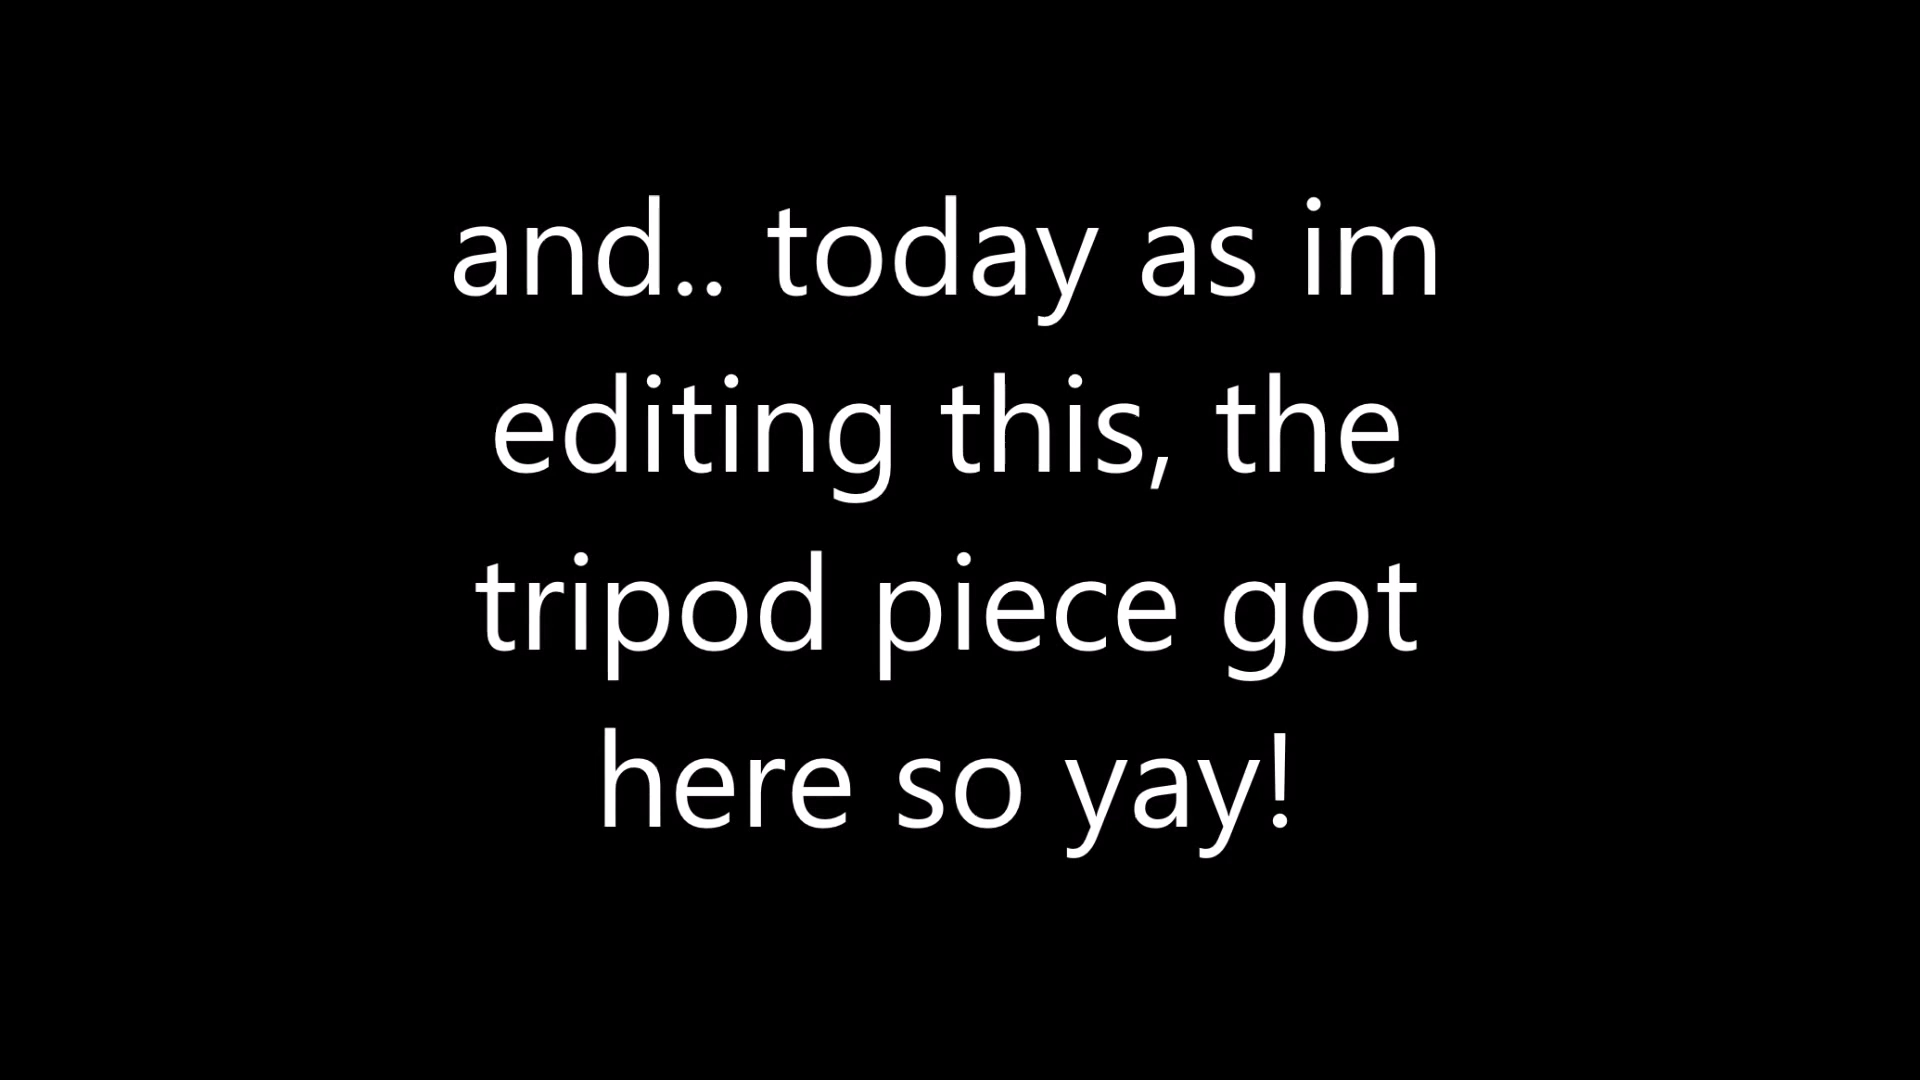 and.. today as im
editing this, the
tripod piece got
here so yay!